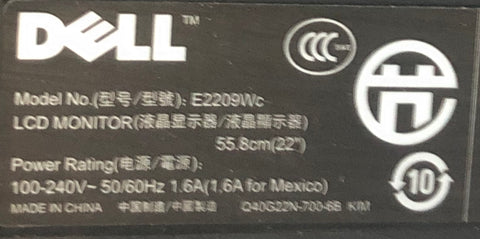 DELL™
CCC
Model No.(型号/型號): E2209Wc
LCD MONITOR(液晶显示器/液晶顯示器)
55.8cm(22")
Power Rating(电源/電源):
100-240V~ 50/60Hz 1.6A(1.6A for Mexico)
10
MADE IN CHINA 中国制造/中國製造 Q40G22N-700-6B KIM